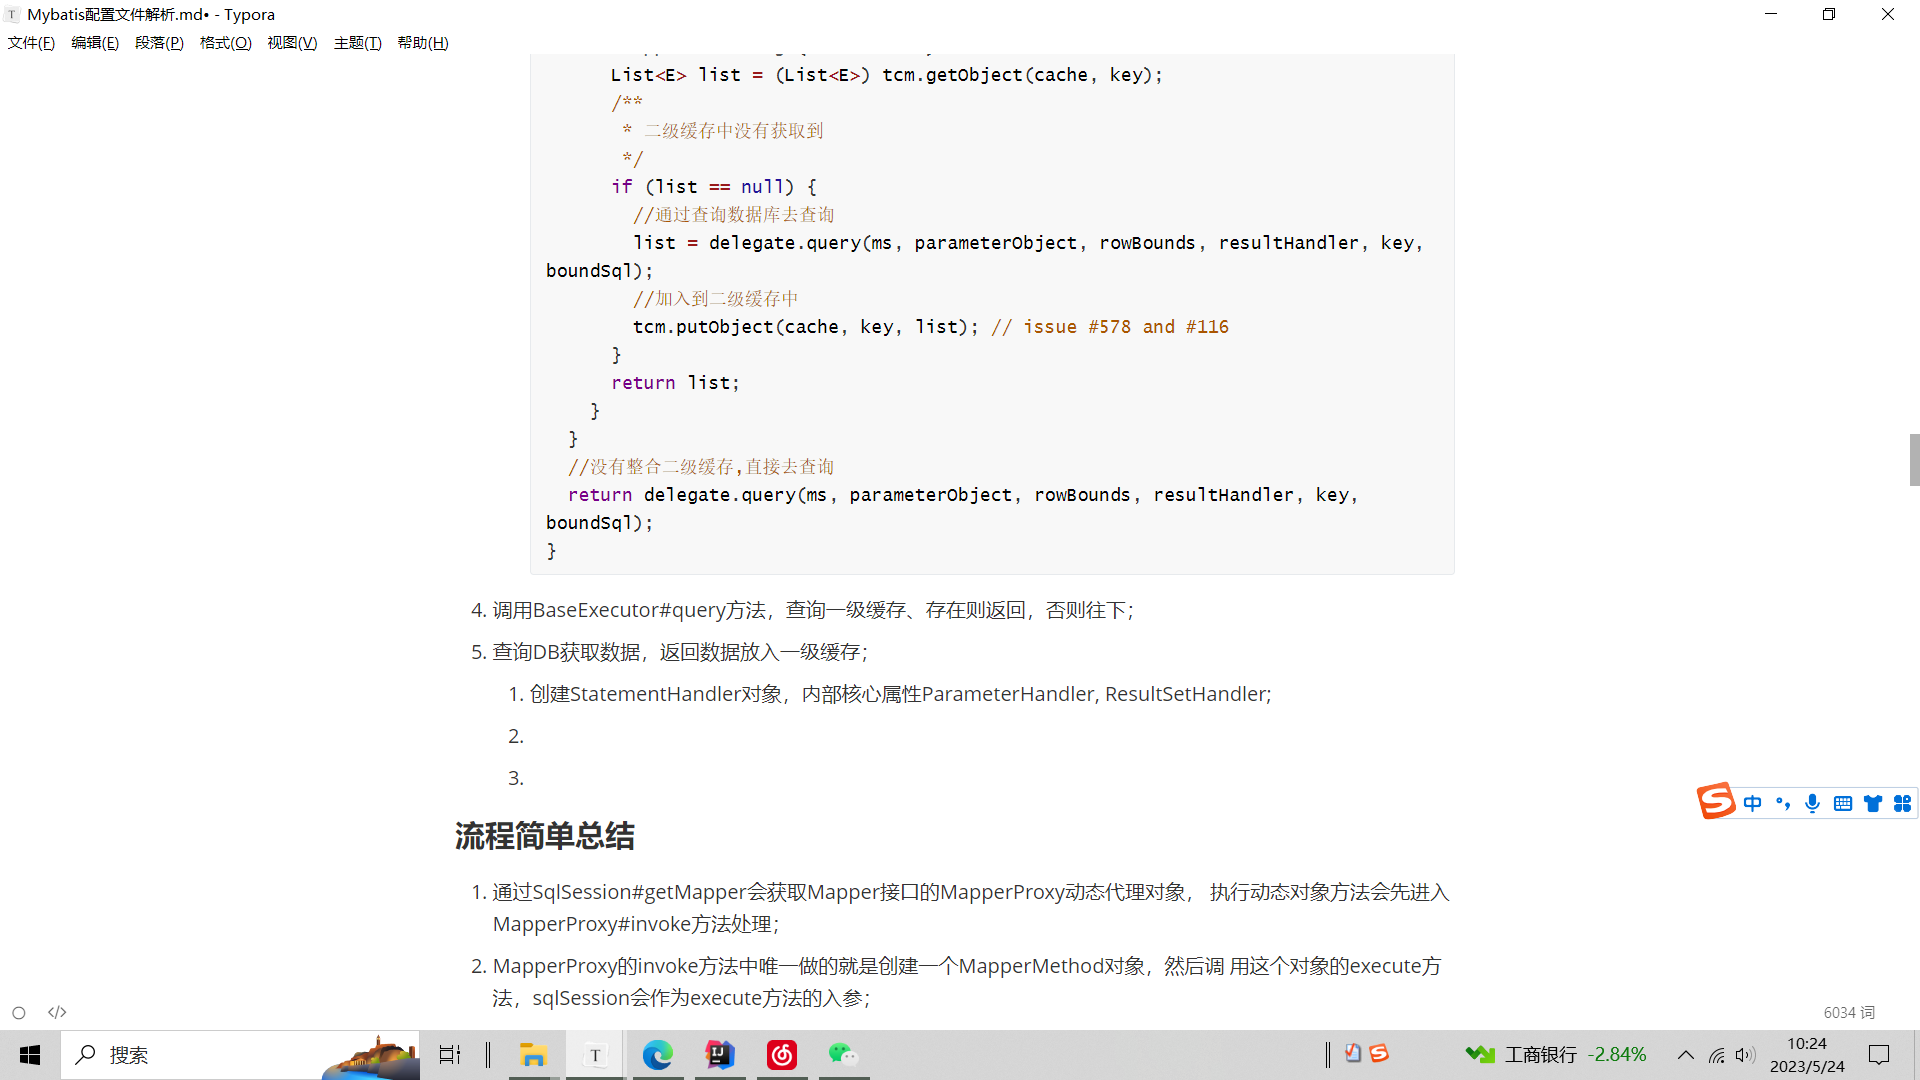 Mybatis配置文件解析.md• - Typora
文件(F) 编辑(E) 段落(P) 格式(O) 视图(V) 主题(T) 帮助(H)
List<E> list = (List<E>) tcm.getObject(cache, key);
/**
* 二级缓存中没有获取到
*/
if (list == null) {
//通过查询数据库去查询
list = delegate.query(ms, parameterObject, rowBounds, resultHandler, key,
boundSql);
//加入到二级缓存中
tcm.putObject(cache, key, list); // issue #578 and #116
}
return list;
}
}
//没有整合二级缓存,直接去查询
return delegate.query(ms, parameterObject, rowBounds, resultHandler, key,
boundSql);
}
4. 调用BaseExecutor#query方法，查询一级缓存、存在则返回，否则往下；
5. 查询DB获取数据，返回数据放入一级缓存；
1. 创建StatementHandler对象，内部核心属性ParameterHandler, ResultSetHandler;
2.
3.
流程简单总结
1. 通过SqlSession#getMapper会获取Mapper接口的MapperProxy动态代理对象， 执行动态对象方法会先进入
MapperProxy#invoke方法处理；
2. MapperProxy的invoke方法中唯一做的就是创建一个MapperMethod对象，然后调 用这个对象的execute方
法，sqlSession会作为execute方法的入参；
中
</>
6034 词
搜索
工商银行 -2.84%
10:24
2023/5/24